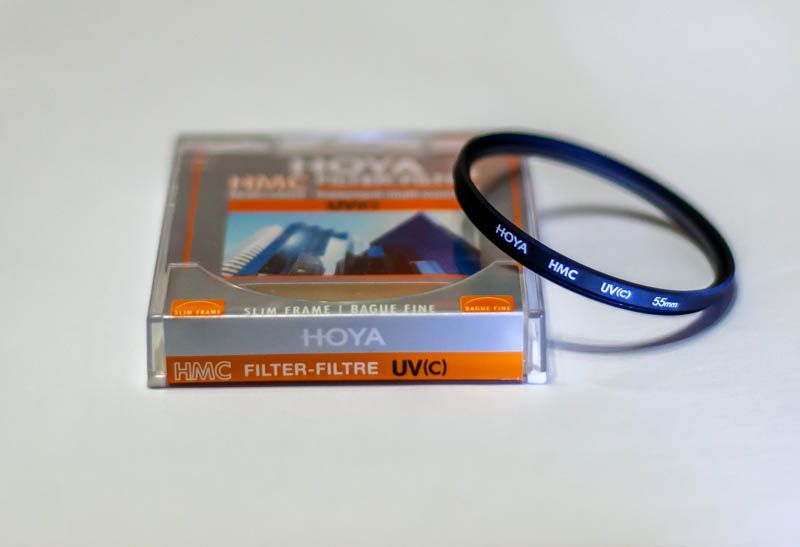 HOYA
HMC
UV(C)
SLIM FRAME
SLIM FRAME | BAGUE FINE
BAGUE FINE
HOYA
HMC FILTER-FILTRE UV(C)
HOYA HMC UV(C) 55mm